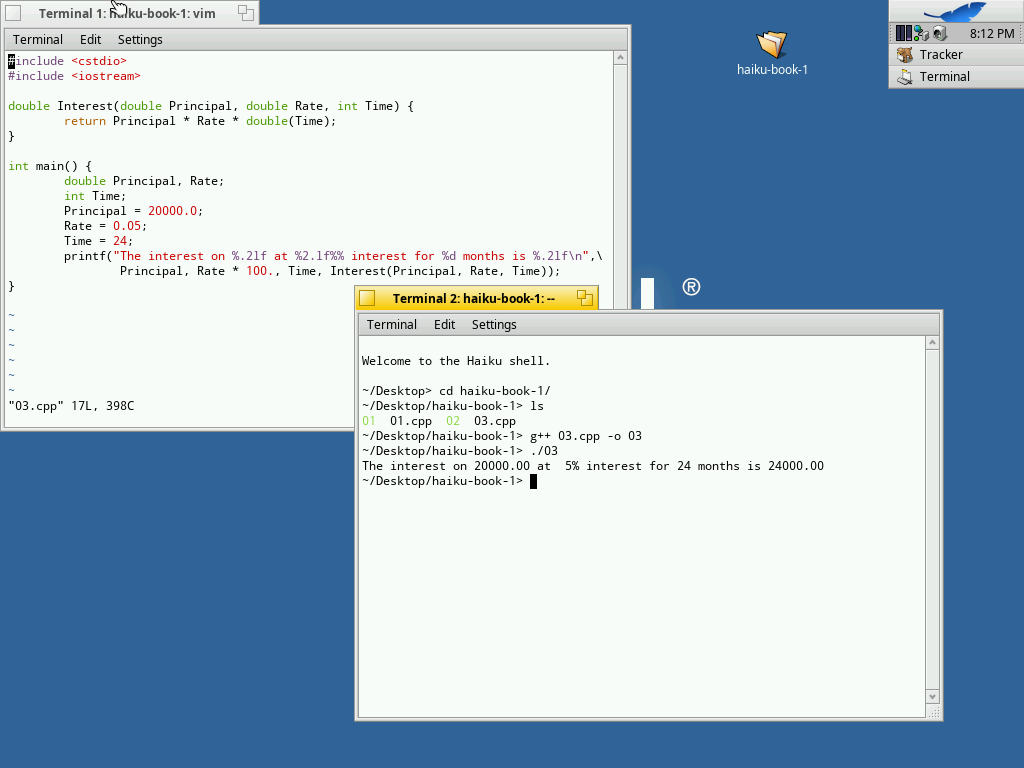 Terminal 1: haiku-book-1: vim
Terminal Edit Settings
#include <cstdio>
#include <iostream>
double Interest(double Principal, double Rate, int Time) {
return Principal * Rate * double(Time);
}
int main() {
double Principal, Rate;
int Time;
Principal = 20000.0;
Rate = 0.05;
Time = 24;
printf("The interest on %.2lf at %2.lf%% interest for %d months is %.2lf\n",\
Principal, Rate * 100., Time, Interest(Principal, Rate, Time));
}
~
~
~
~
~
~
"03.cpp" 17L, 398C
haiku-book-1
8:12 PM
Tracker
Terminal
®
Terminal 2: haiku-book-1: --
Terminal Edit Settings
Welcome to the Haiku shell.
~/Desktop> cd haiku-book-1/
~/Desktop/haiku-book-1> ls
01 01.cpp 02 03.cpp
~/Desktop/haiku-book-1> g++ 03.cpp -o 03
~/Desktop/haiku-book-1> ./03
The interest on 20000.00 at  5% interest for 24 months is 24000.00
~/Desktop/haiku-book-1>